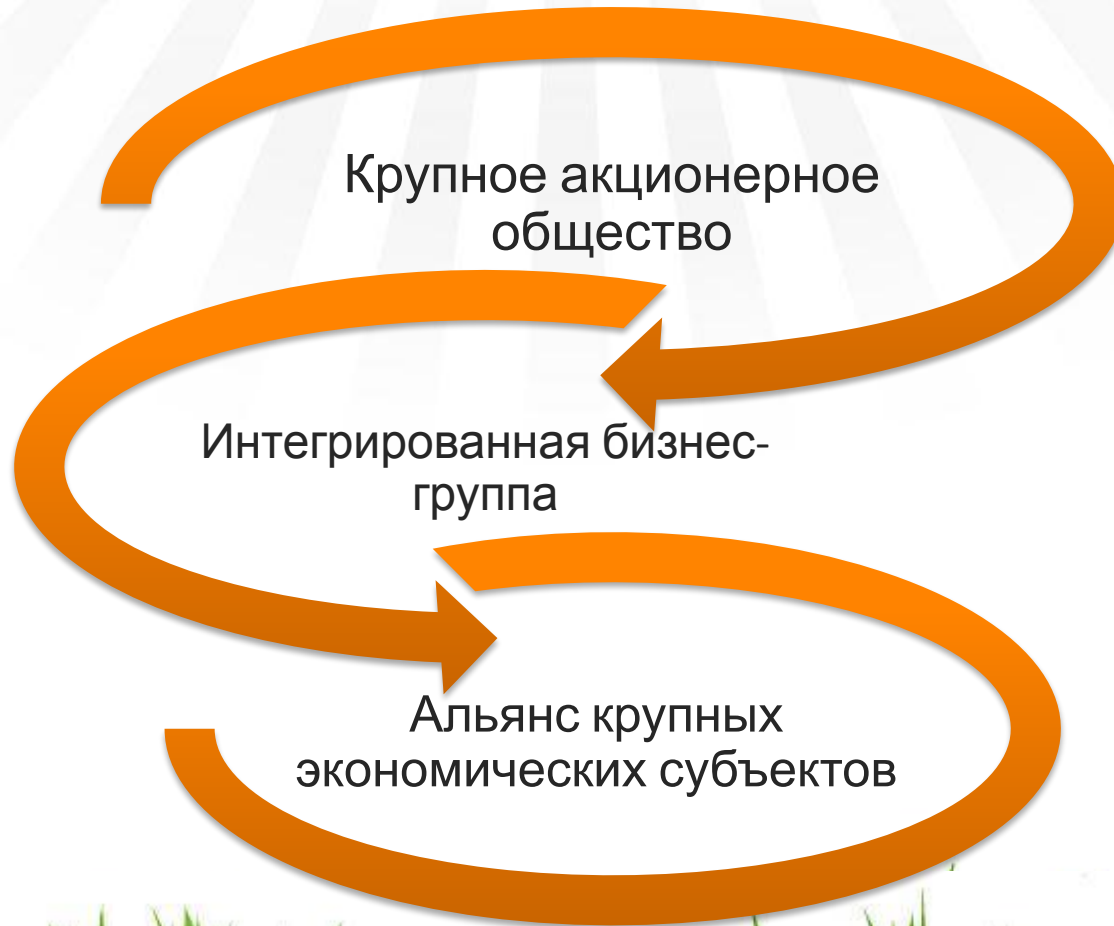 Крупное акционерное
общество
Интегрированная бизнес-
группа
Альянс крупных
экономических субъектов